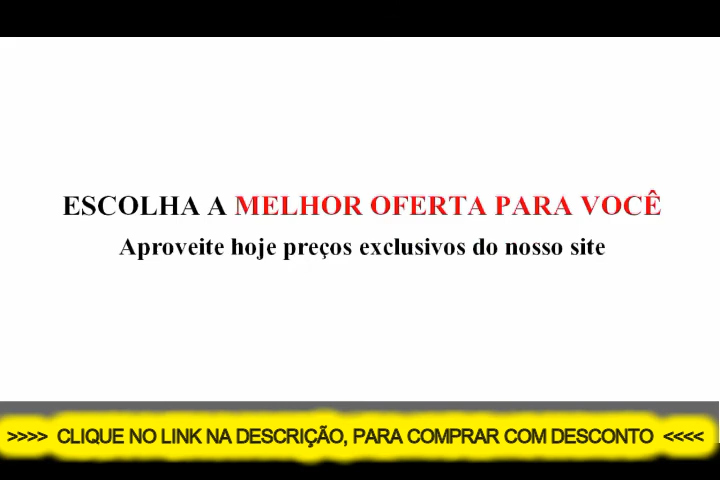 ESCOLHA A MELHOR OFERTA PARA VOCÊ
Aproveite hoje preços exclusivos do nosso site
>>>> CLIQUE NO LINK NA DESCRIÇÃO, PARA COMPRAR COM DESCONTO <<<<